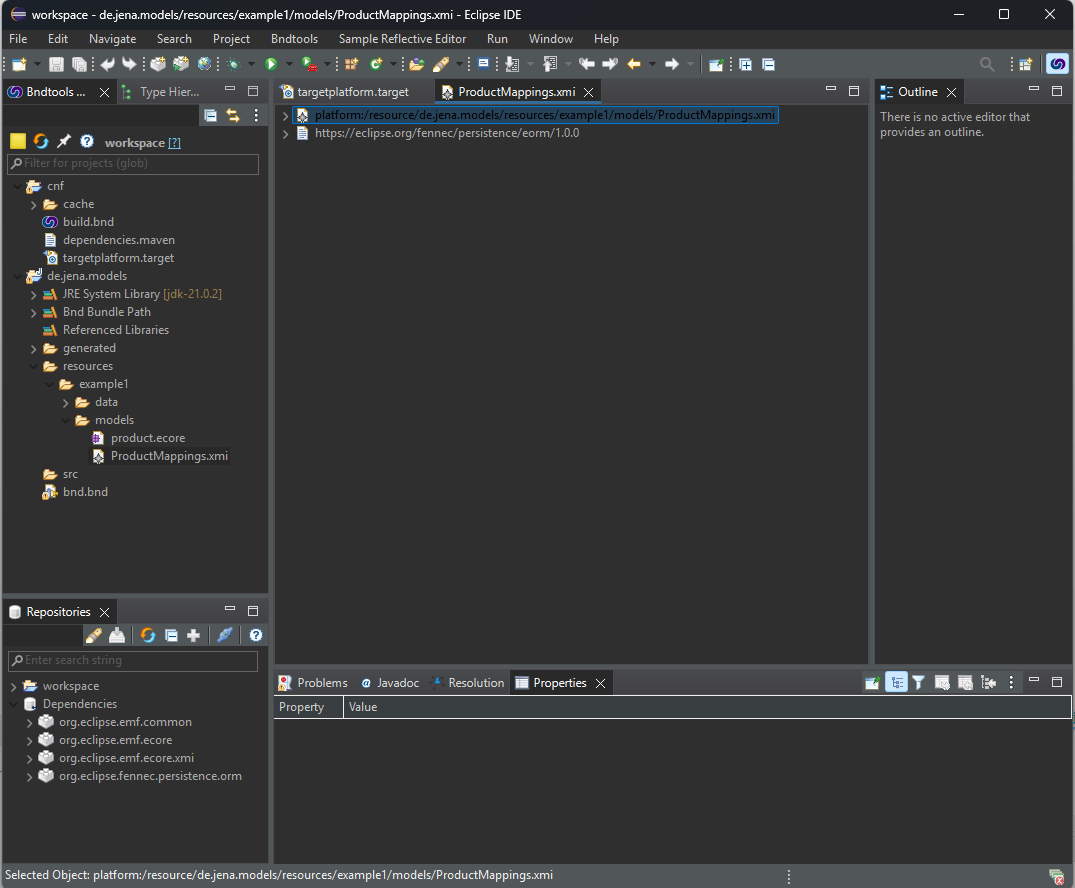 workspace - de.jena.models/resources/example1/models/ProductMappings.xmi - Eclipse IDE
File Edit Navigate Search Project Bndtools Sample Reflective Editor Run Window Help
Bndtools ...
Type Hier...
workspace [?]
Filter for projects (glob)
cnf
cache
build.bnd
dependencies.maven
targetplatform.target
de.jena.models
JRE System Library [jdk-21.0.2]
Bnd Bundle Path
Referenced Libraries
generated
resources
example1
data
models
product.ecore
ProductMappings.xmi
src
bnd.bnd
Repositories
Enter search string
workspace
Dependencies
org.eclipse.emf.common
org.eclipse.emf.ecore
org.eclipse.emf.ecore.xmi
org.eclipse.fennec.persistence.orm
targetplatform.target
ProductMappings.xmi
platform:/resource/de.jena.models/resources/example1/models/ProductMappings.xmi
https://eclipse.org/fennec/persistence/eorm/1.0.0
Outline
There is no active editor that
provides an outline.
Problems
@ Javadoc
Resolution
Properties
Property Value
Selected Object: platform:/resource/de.jena.models/resources/example1/models/ProductMappings.xmi